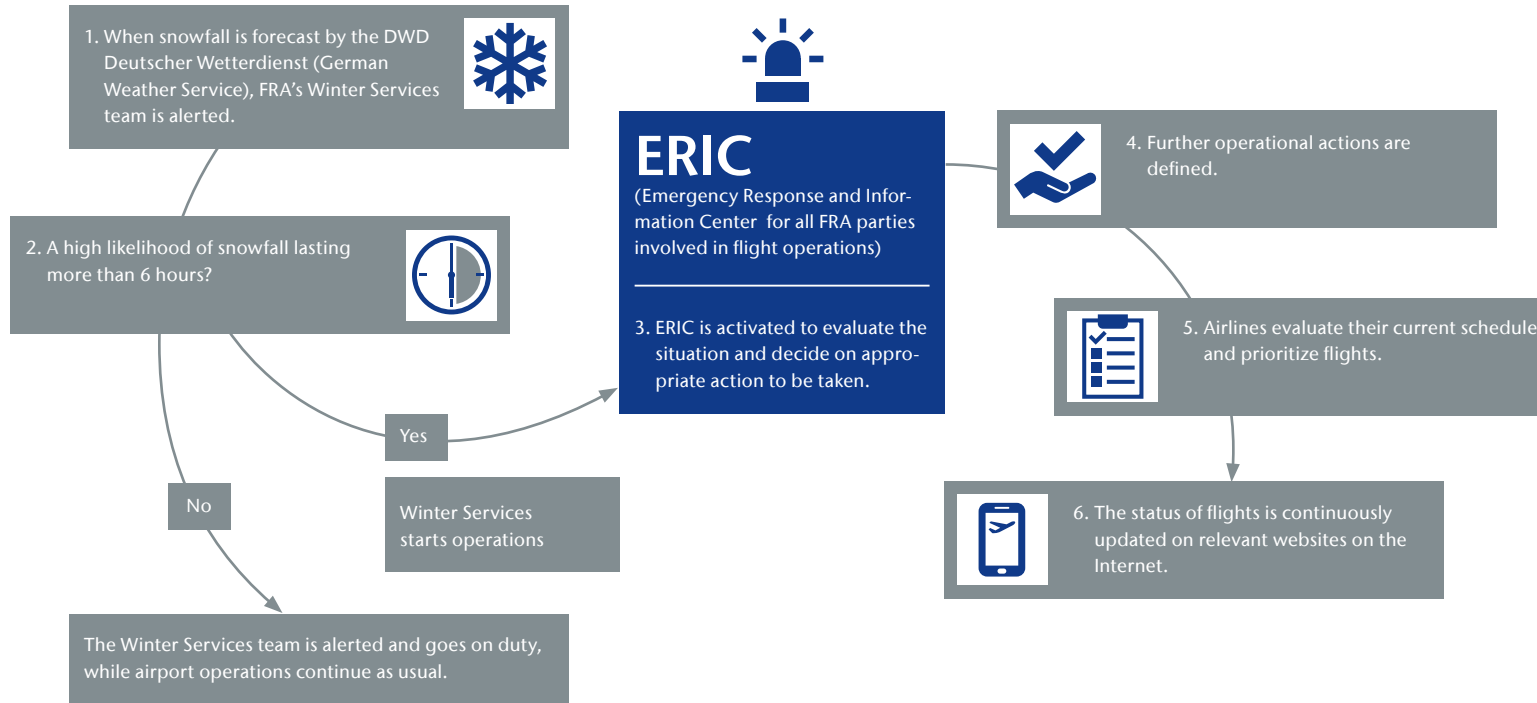 1. When snowfall is forecast by the DWD
Deutscher Wetterdienst (German
Weather Service), FRA's Winter Services
team is alerted.
2. A high likelihood of snowfall lasting
more than 6 hours?
Yes
Winter Services
starts operations
No
The Winter Services team is alerted and goes on duty,
while airport operations continue as usual.
ERIC
(Emergency Response and Infor-
mation Center for all FRA parties
involved in flight operations)
3. ERIC is activated to evaluate the
situation and decide on appro-
priate action to be taken.
4. Further operational actions are
defined.
5. Airlines evaluate their current schedule
and prioritize flights.
6. The status of flights is continuously
updated on relevant websites on the
Internet.